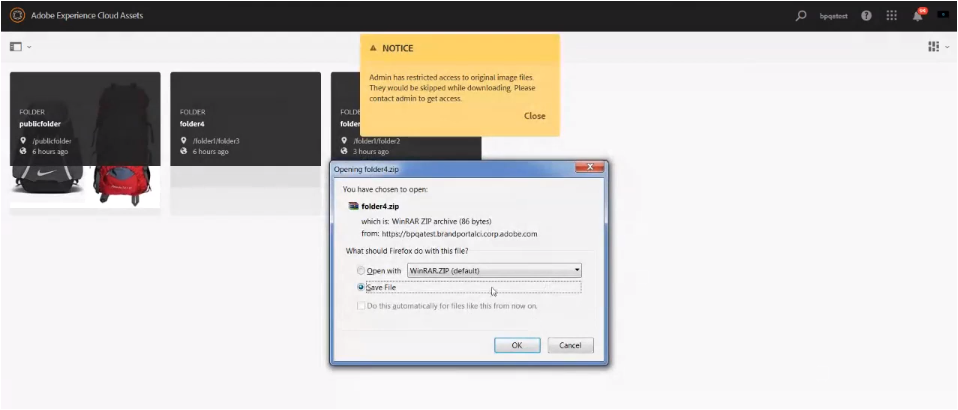 Adobe Experience Cloud Assets
bpqatest
NOTICE
Admin has restricted access to original image files.
They would be skipped while downloading. Please
contact admin to get access.
Close
FOLDER
publicfolder
/publicfolder
6 hours ago
FOLDER
folder4
/folder1/folder3
6 hours ago
FOLDER
folder
/folder1/folder2
3 hours ago
Opening folder4.zip
You have chosen to open:
folder4.zip
which is: WinRAR ZIP archive (86 bytes)
from: https://bpqatest.brandportalci.corp.adobe.com
What should Firefox do with this file?
Open with
WinRAR.ZIP (default)
Save File
Do this automatically for files like this from now on.
OK
Cancel